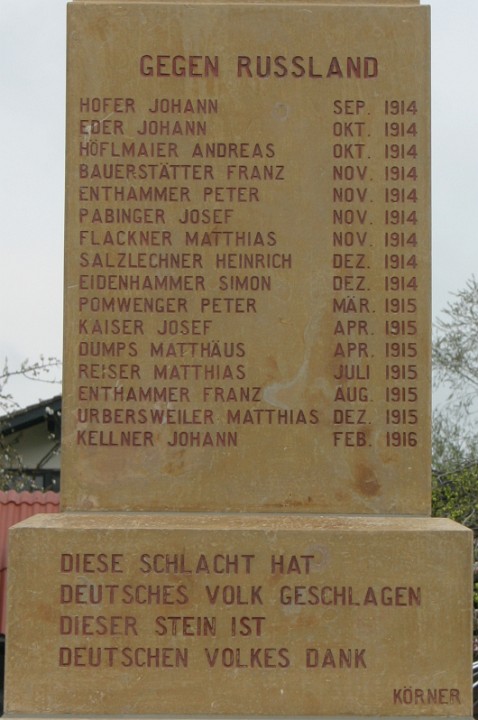 GEGEN RUSSLAND
HOFER JOHANN SEP. 1914
EDER JOHANN OKT. 1914
HÖFLMAIER ANDREAS OKT. 1914
BAUERSTÄTTER FRANZ NOV. 1914
ENTHAMMER PETER NOV. 1914
PABINGER JOSEF NOV. 1914
FLACKNER MATTHIAS NOV. 1914
SALZLECHNER HEINRICH DEZ. 1914
EIDENHAMMER SIMON DEZ. 1914
POMWENGER PETER MÄR. 1915
KAISER JOSEF APR. 1915
DUMPS MATTHÄUS APR. 1915
REISER MATTHIAS JULI 1915
ENTHAMMER FRANZ AUG. 1915
URBERSWEILER MATTHIAS DEZ. 1915
KELLNER JOHANN FEB. 1916
DIESE SCHLACHT HAT
DEUTSCHES VOLK GESCHLAGEN
DIESER STEIN IST
DEUTSCHEN VOLKES DANK
KÖRNER